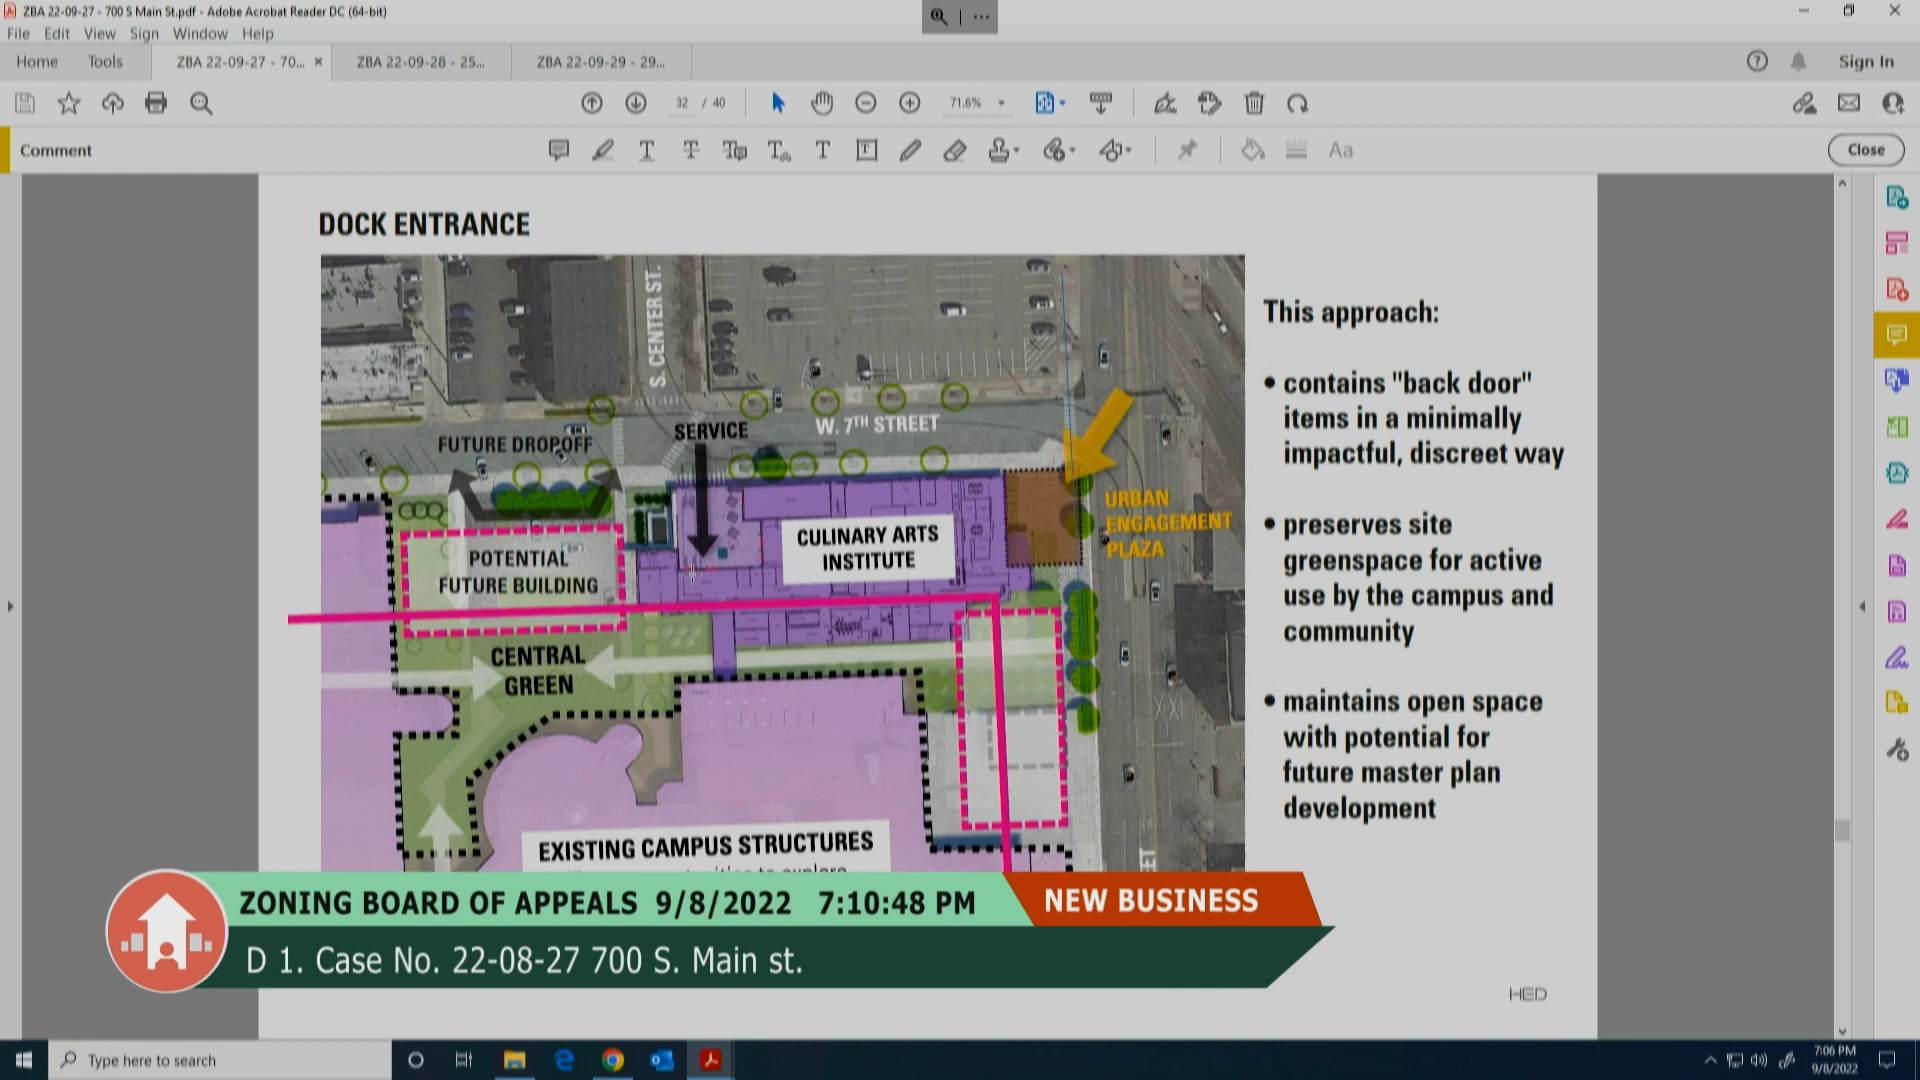 ZBA 22-09-27 - 700 S Main St.pdf - Adobe Acrobat Reader DC (64-bit)
File Edit View Sign Window Help
Home Tools ZBA 22-09-27 - 70... ZBA 22-09-28 - 25... ZBA 22-09-29 - 29... Sign In
32 / 40 71.6%
Comment Close
DOCK ENTRANCE
S. CENTER ST.
W. 7TH STREET
SERVICE
FUTURE DROPOFF
URBAN
ENGAGEMENT
PLAZA
CULINARY ARTS
INSTITUTE
POTENTIAL
FUTURE BUILDING
CENTRAL
GREEN
EXISTING CAMPUS STRUCTURES
This approach:
• contains "back door"
items in a minimally
impactful, discreet way
• preserves site
greenspace for active
use by the campus and
community
• maintains open space
with potential for
future master plan
development
HED
ZONING BOARD OF APPEALS 9/8/2022 7:10:48 PM
NEW BUSINESS
D 1. Case No. 22-08-27 700 S. Main st.
Type here to search
7:06 PM
9/8/2022